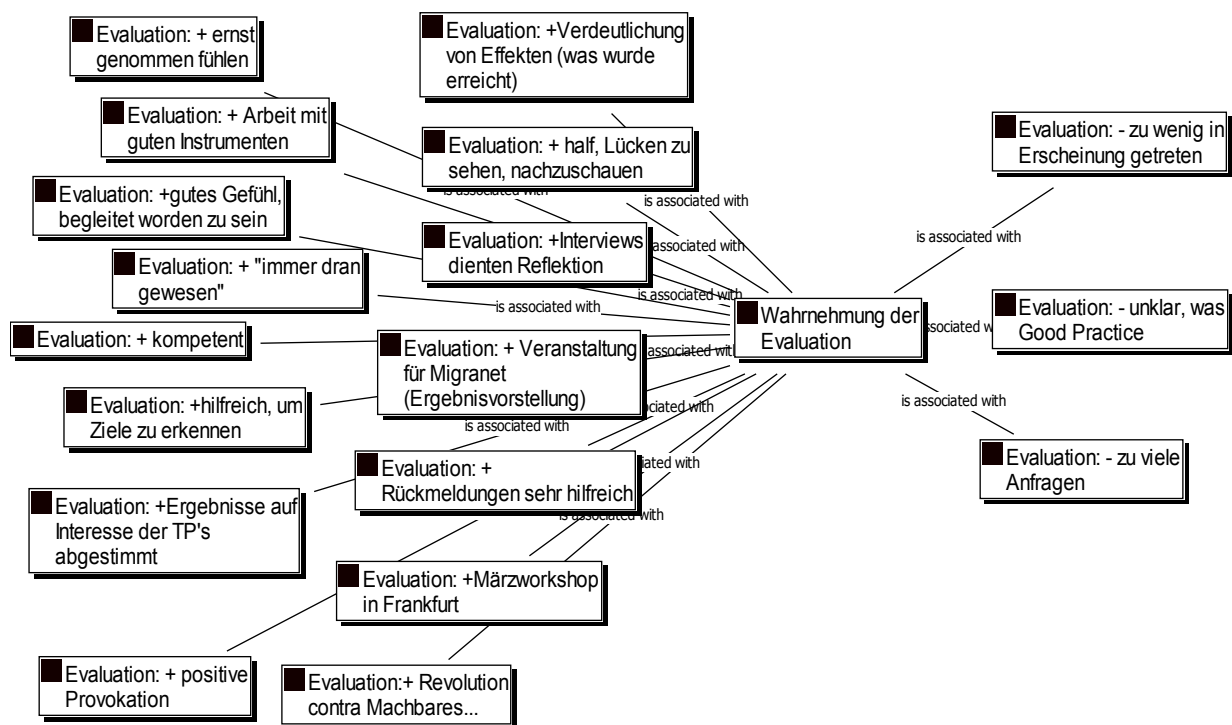 Evaluation: + ernst
genommen fühlen
Evaluation: +Verdeutlichung
von Effekten (was wurde
erreicht)
Evaluation: + Arbeit mit
guten Instrumenten
Evaluation: + half, Lücken zu
sehen, nachzuschauen
Evaluation: - zu wenig in
Erscheinung getreten
is associated with
is associated with
Evaluation: +gutes Gefühl,
begleitet worden zu sein
Evaluation: +Interviews
dienten Reflektion
associated with
is associated with
Evaluation: + "immer dran
gewesen"
is associated with
is associated with
Wahrnehmung der
Evaluation
Evaluation: - unklar, was
Good Practice
associated
Evaluation: + kompetent
Evaluation: + Veranstaltung
für Migranet
(Ergebnisvorstellung)
associated with
Evaluation: +hilfreich, um
Ziele zu erkennen
with
is associated with
is associated with
Evaluation: +
Rückmeldungen sehr hilfreich
with
Evaluation: - zu viele
Anfragen
Evaluation: +Ergebnisse auf
Interesse der TP's
abgestimmt
is associated with
Evaluation: +Märzworkshop
in Frankfurt
Evaluation: + positive
Provokation
Evaluation:+ Revolution
contra Machbares...